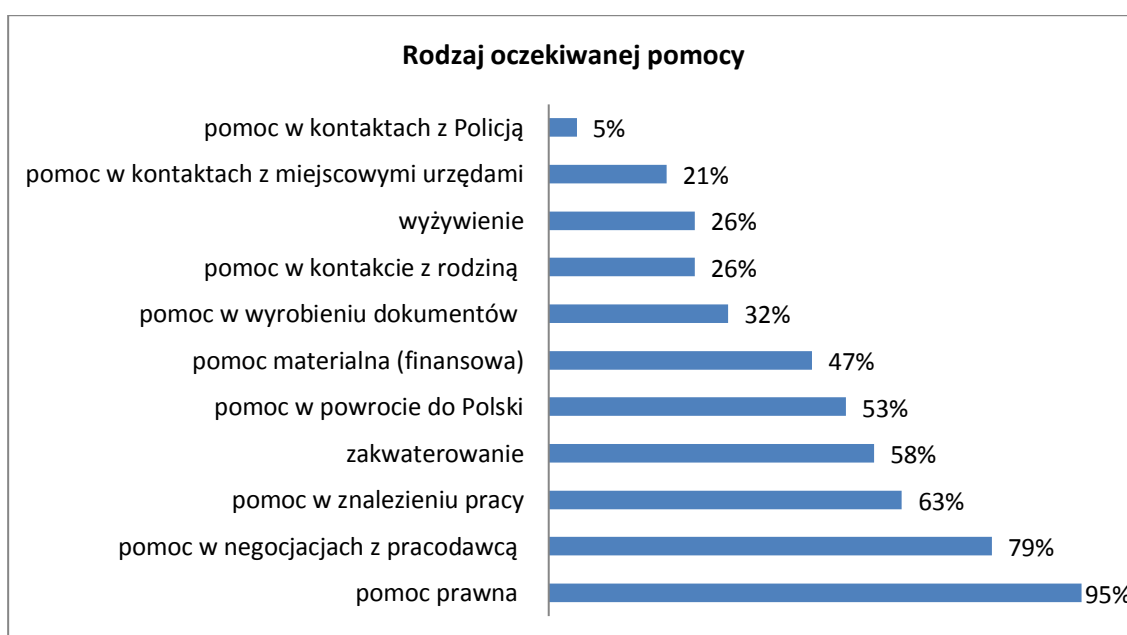 Rodzaj oczekiwanej pomocy
pomoc w kontaktach z Policją 5%
pomoc w kontaktach z miejscowymi urzędami 21%
wyżywienie 26%
pomoc w kontakcie z rodziną 26%
pomoc w wyrobieniu dokumentów 32%
pomoc materialna (finansowa) 47%
pomoc w powrocie do Polski 53%
zakwaterowanie 58%
pomoc w znalezieniu pracy 63%
pomoc w negocjacjach z pracodawcą 79%
pomoc prawna 95%